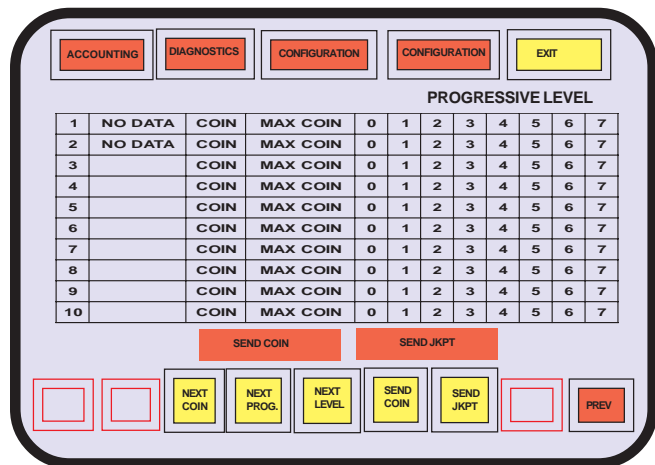 ACCOUNTING DIAGNOSTICS CONFIGURATION CONFIGURATION EXIT
PROGRESSIVE LEVEL
1 NO DATA COIN MAX COIN 0 1 2 3 4 5 6 7
2 NO DATA COIN MAX COIN 0 1 2 3 4 5 6 7
3 COIN MAX COIN 0 1 2 3 4 5 6 7
4 COIN MAX COIN 0 1 2 3 4 5 6 7
5 COIN MAX COIN 0 1 2 3 4 5 6 7
6 COIN MAX COIN 0 1 2 3 4 5 6 7
7 COIN MAX COIN 0 1 2 3 4 5 6 7
8 COIN MAX COIN 0 1 2 3 4 5 6 7
9 COIN MAX COIN 0 1 2 3 4 5 6 7
10 COIN MAX COIN 0 1 2 3 4 5 6 7
SEND COIN SEND JKPT
NEXT COIN NEXT PROG. NEXT LEVEL SEND COIN SEND JKPT PREV